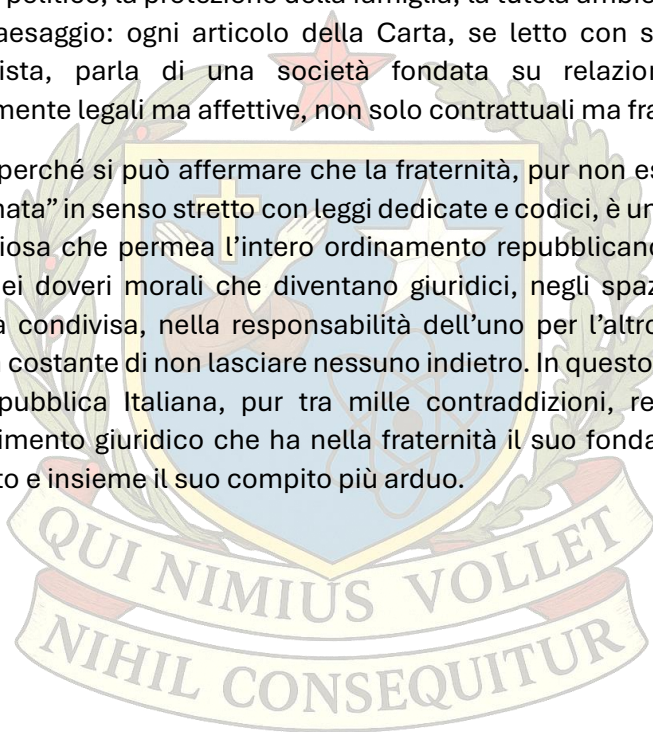 politico, la protezione della famiglia, la tutela ambie
aesaggio: ogni articolo della Carta, se letto con s
ista, parla di una società fondata su relazion
mente legali ma affettive, non solo contrattuali ma fra
perché si può affermare che la fraternità, pur non es
nata” in senso stretto con leggi dedicate e codici, è un
iosa che permea l’intero ordinamento repubblicano
ei doveri morali che diventano giuridici, negli spaz
a condivisa, nella responsabilità dell’uno per l’altro
costante di non lasciare nessuno indietro. In questo
pubblica Italiana, pur tra mille contraddizioni, re
imento giuridico che ha nella fraternità il suo fonda
to e insieme il suo compito più arduo.
QUI NIMIUS VOLLET
NIHIL CONSEQUITUR